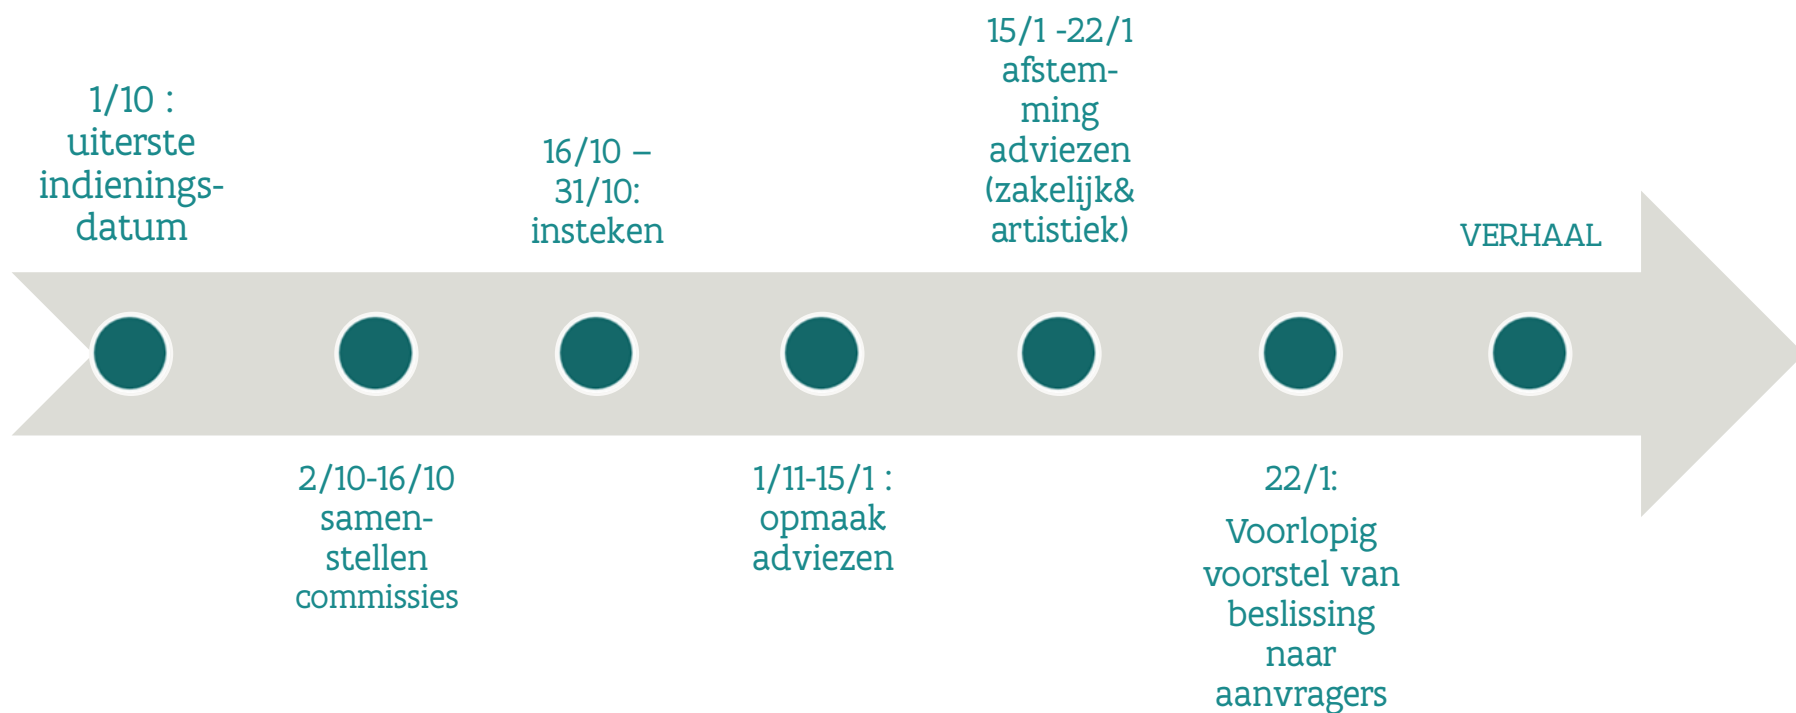 1/10 :
uiterste
indienings-
datum
2/10-16/10
samen-
stellen
commissies
16/10 –
31/10:
insteken
1/11-15/1 :
opmaak
adviezen
15/1 -22/1
afstem-
ming
adviezen
(zakelijk&
artistiek)
22/1:
Voorlopig
voorstel van
beslissing
naar
aanvragers
VERHAAL